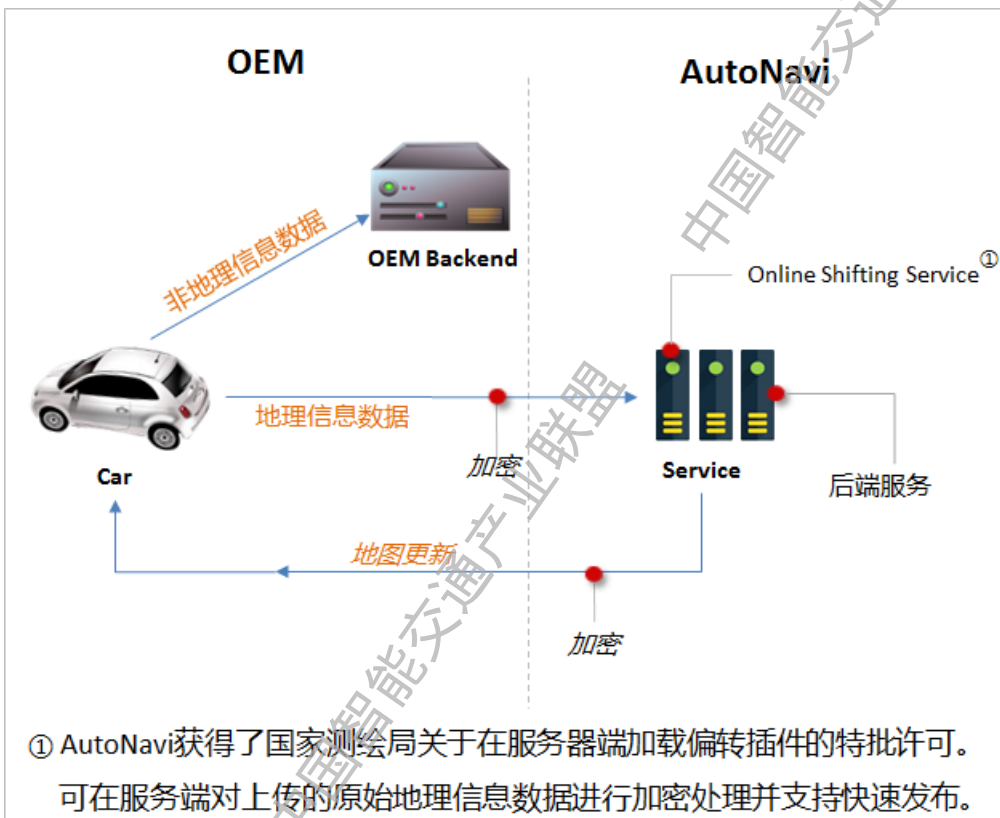 OEM
AutoNavi
非地理信息数据
OEM Backend
Online Shifting Service①
地理信息数据
加密
Car
Service
后端服务
地图更新
加密
① AutoNavi获得了国家测绘局关于在服务器端加载偏转插件的特批许可。
可在服务端对上传的原始地理信息数据进行加密处理并支持快速发布。
中国智能交
中国智能交通产业联盟